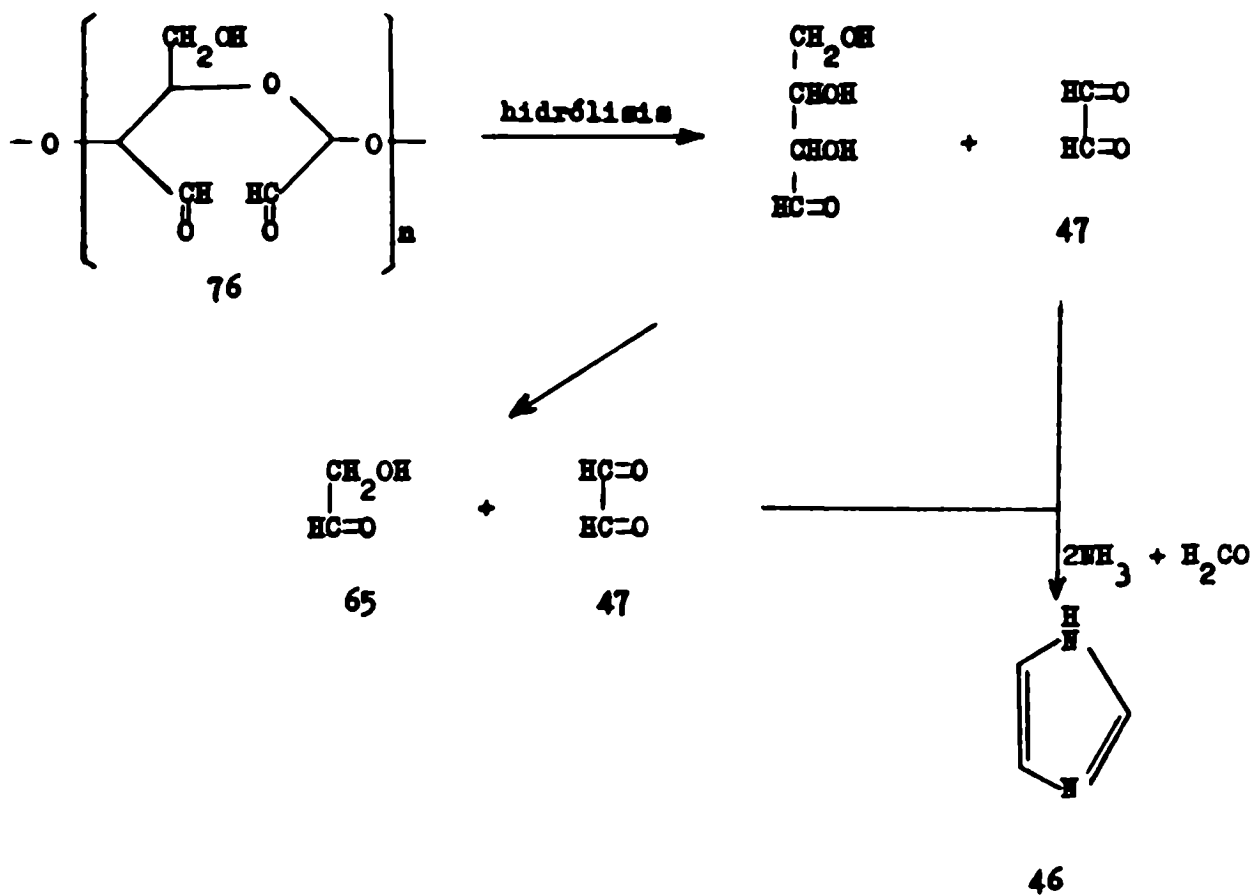 CH2OH
O
- O
O
CH HC
O O
n
76
hidrólisis
CH2OH
CHOH
CHOH
HC=O
+
HC=O
HC=O
47
CH2OH
HC=O
65
+
HC=O
HC=O
47
2NH3 + H2CO
H
N
N
46